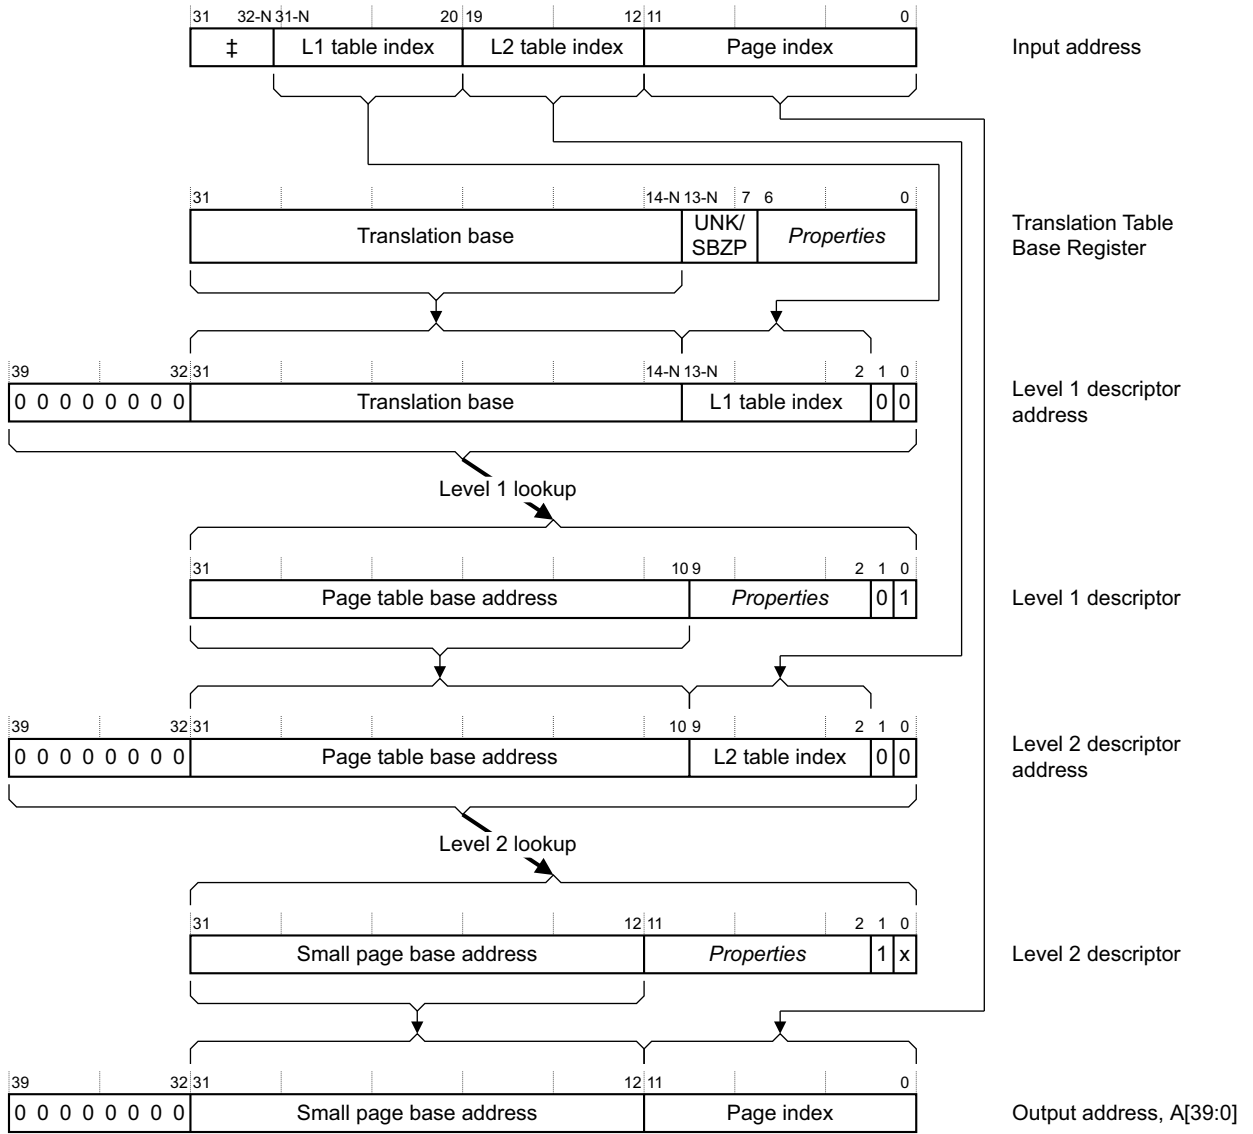 31 32-N 31-N 20 19 12 11 0
‡ L1 table index L2 table index Page index Input address
31 14-N 13-N 7 6 0
Translation base UNK/ SBZP Properties Translation Table Base Register
39 32 31 14-N 13-N 2 1 0
0 0 0 0 0 0 0 0 Translation base L1 table index 0 0 Level 1 descriptor address
Level 1 lookup
31 10 9 2 1 0
Page table base address Properties 0 1 Level 1 descriptor
39 32 31 10 9 2 1 0
0 0 0 0 0 0 0 0 Page table base address L2 table index 0 0 Level 2 descriptor address
Level 2 lookup
31 12 11 2 1 0
Small page base address Properties 1 x Level 2 descriptor
39 32 31 12 11 0
0 0 0 0 0 0 0 0 Small page base address Page index Output address, A[39:0]